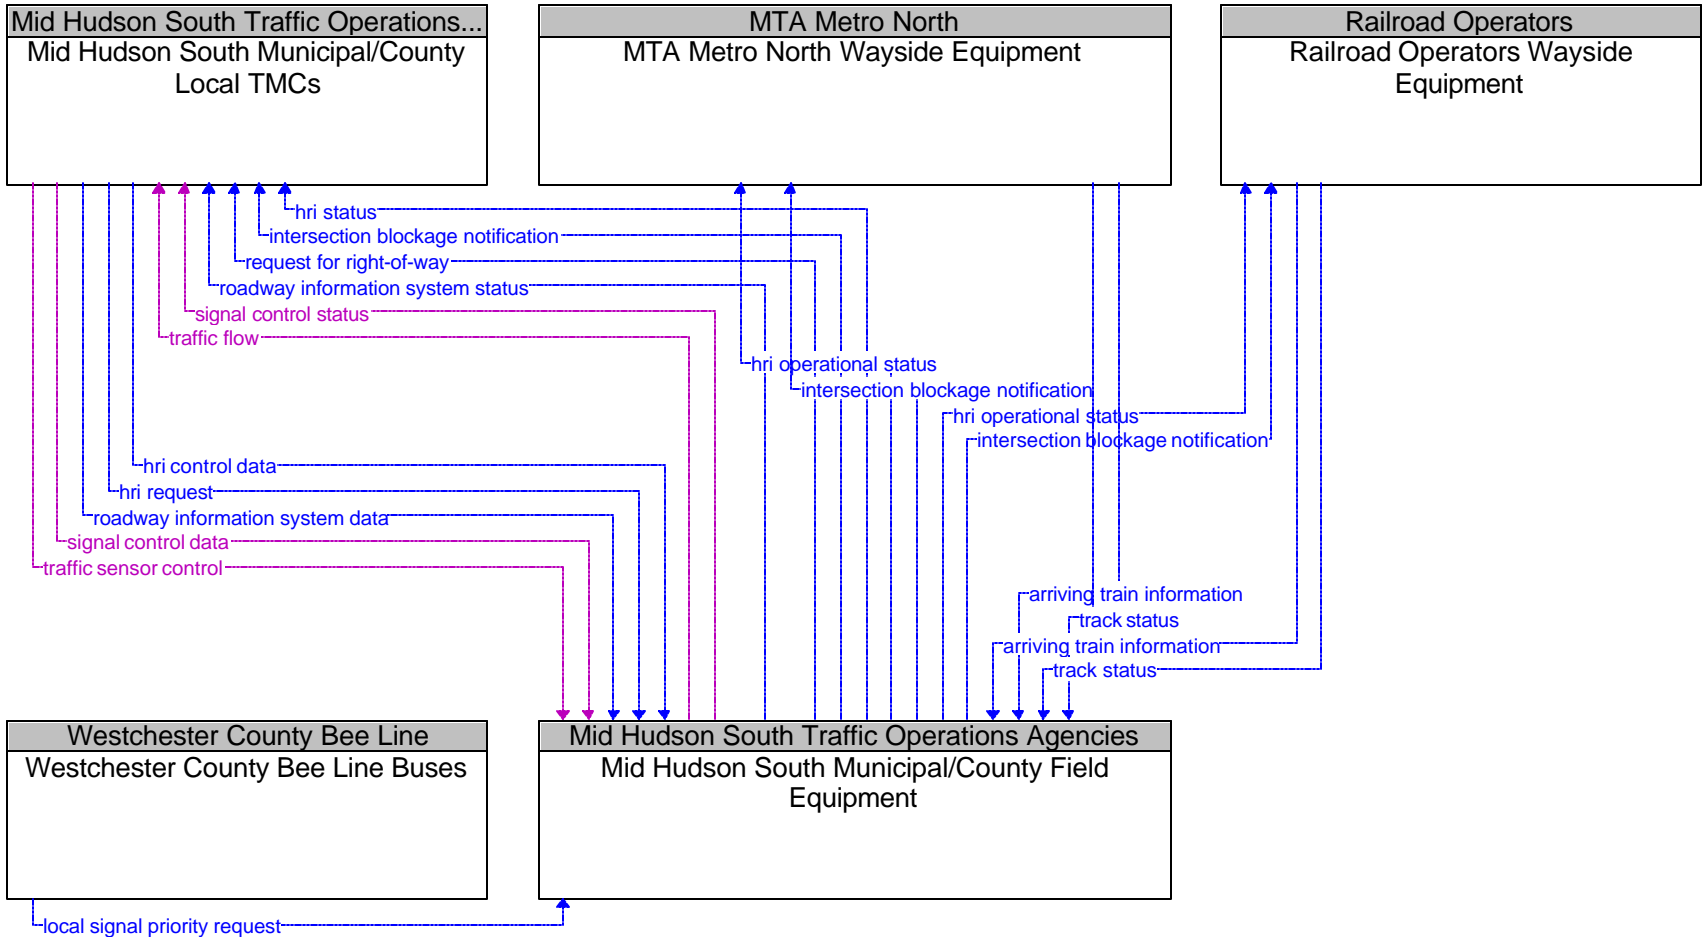 Mid Hudson South Traffic Operations...
Mid Hudson South Municipal/County
Local TMCs
MTA Metro North
MTA Metro North Wayside Equipment
Railroad Operators
Railroad Operators Wayside
Equipment
hri status
intersection blockage notification
request for right-of-way
roadway information system status
signal control status
traffic flow
hri operational status
intersection blockage notification
hri operational status
intersection blockage notification
hri control data
hri request
roadway information system data
signal control data
traffic sensor control
arriving train information
track status
arriving train information
track status
Westchester County Bee Line
Westchester County Bee Line Buses
Mid Hudson South Traffic Operations Agencies
Mid Hudson South Municipal/County Field
Equipment
local signal priority request